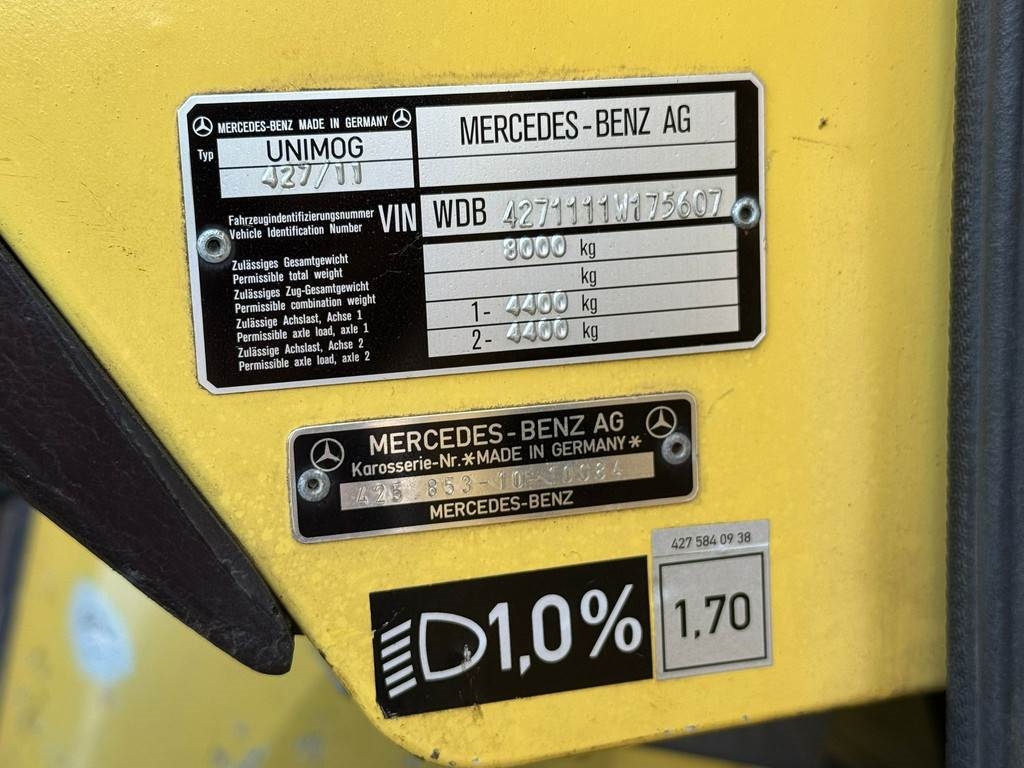 MERCEDES-BENZ MADE IN GERMANY
MERCEDES-BENZ AG
Typ UNIMOG
427/11
Fahrzeugindentifizierungsnummer
Vehicle Identification Number
VIN WDB 4271111W175607
Zulässiges Gesamtgewicht
Permissible total weight
8000 kg
Zulässiges Zug-Gesamtgewicht
Permissible combination weight
kg
Zulässige Achslast, Achse 1
Permissible axle load, axle 1
1- 4400 kg
Zulässige Achslast, Achse 2
Permissible axle load, axle 2
2- 4400 kg
MERCEDES-BENZ AG
Karosserie-Nr.*MADE IN GERMANY*
MERCEDES-BENZ
427 584 09 38
1,0%
1,70